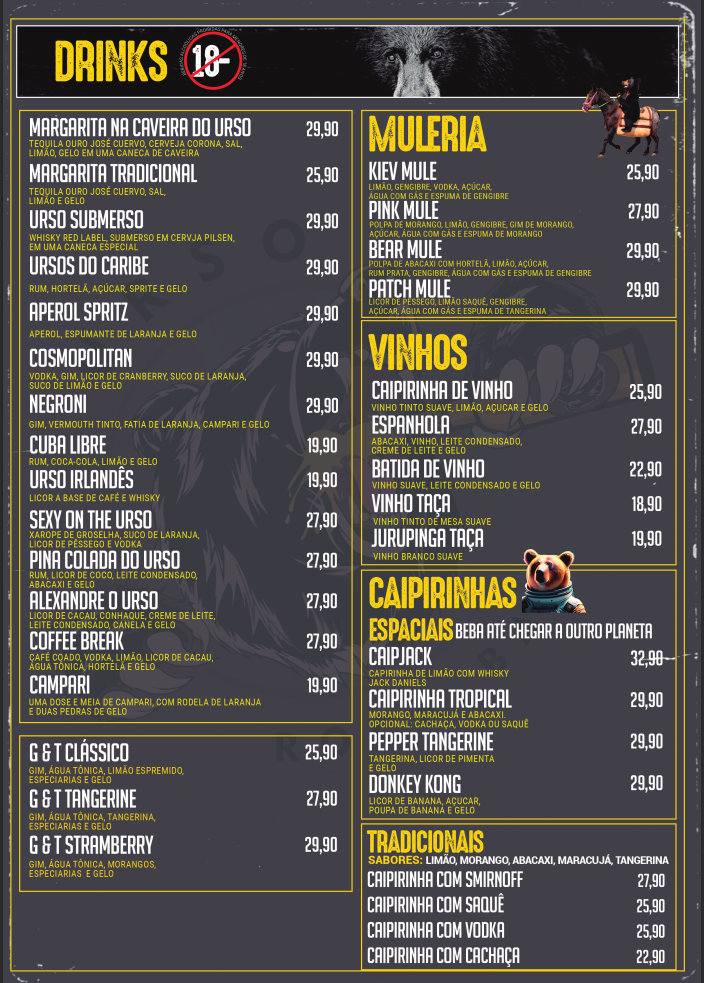 DRINKS
18-
MARGARITA NA CAVEIRA DO URSO 29,90
TEQUILA OURO JOSÉ CUERVO, CERVEJA CORONA, SAL,
LIMÃO, GELO EM UMA CANECA DE CAVEIRA
MARGARITA TRADICIONAL 25,90
TEQUILA OURO JOSÉ CUERVO, SAL,
LIMÃO E GELO
URSO SUBMERSO 29,90
WHISKY RED LABEL, SUBMERSO EM CERVJA PILSEN,
EM UMA CANECA ESPECIAL
URSOS DO CARIBE 29,90
RUM, HORTELÃ, AÇÚCAR, SPRITE E GELO
APEROL SPRITZ 29,90
APEROL, ESPUMANTE DE LARANJA E GELO
COSMOPOLITAN 29,90
VODKA, GIM, LICOR DE CRANBERRY, SUCO DE LARANJA,
SUCO DE LIMÃO E GELO
NEGRONI 29,90
GIM, VERMOUTH TINTO, FATIA DE LARANJA, CAMPARI E GELO
CUBA LIBRE 19,90
RUM, COCA-COLA, LIMÃO E GELO
URSO IRLANDÊS 19,90
LICOR A BASE DE CAFÉ E WHISKY
SEXY ON THE URSO 27,90
XAROPE DE GROSELHA, SUCO DE LARANJA,
LICOR DE PÊSSEGO E VODKA
PINA COLADA DO URSO 27,90
RUM, LICOR DE COCO, LEITE CONDENSADO,
ABACAXI E GELO
ALEXANDRE O URSO 27,90
LICOR DE CACAU, CONHAQUE, CREME DE LEITE,
LEITE CONDENSADO, CANELA E GELO
COFFEE BREAK 27,90
CAFÉ COADO, VODKA, LIMÃO, LICOR DE CACAU,
ÁGUA TÔNICA, HORTELÃ E GELO
CAMPARI 19,90
UMA DOSE E MEIA DE CAMPARI, COM RODELA DE LARANJA
E DUAS PEDRAS DE GELO
G & T CLÁSSICO 25,90
GIM, ÁGUA TÔNICA, LIMÃO ESPREMIDO,
ESPECIARIAS E GELO
G & T TANGERINE 27,90
GIM, ÁGUA TÔNICA, TANGERINA,
ESPECIARIAS E GELO
G & T STRAMBERRY 29,90
GIM, ÁGUA TÔNICA, MORANGOS,
ESPECIARIAS E GELO
MULERIA
KIEV MULE 25,90
LIMÃO, GENGIBRE, VODKA, AÇÚCAR,
ÁGUA COM GÁS E ESPUMA DE GENGIBRE
PINK MULE 27,90
POLPA DE MORANGO, LIMÃO, GENGIBRE, GIM DE MORANGO,
AÇÚCAR, ÁGUA COM GÁS E ESPUMA DE MORANGO
BEAR MULE 29,90
POLPA DE ABACAXI COM HORTELÃ, LIMÃO, AÇÚCAR,
RUM PRATA, GENGIBRE, ÁGUA COM GÁS E ESPUMA DE GENGIBRE
PATCH MULE 29,90
LICOR DE PÊSSEGO, LIMÃO SAQUÊ, GENGIBRE,
AÇÚCAR, ÁGUA COM GÁS E ESPUMA DE TANGERINA
VINHOS
CAIPIRINHA DE VINHO 25,90
VINHO TINTO SUAVE, LIMÃO, AÇUCAR E GELO
ESPANHOLA 27,90
ABACAXI, VINHO, LEITE CONDENSADO,
CREME DE LEITE E GELO
BATIDA DE VINHO 22,90
VINHO SUAVE, LEITE CONDENSADO E GELO
VINHO TAÇA 18,90
VINHO TINTO DE MESA SUAVE
JURUPINGA TAÇA 19,90
VINHO BRANCO SUAVE
CAIPIRINHAS
ESPACIAIS BEBA ATÉ CHEGAR A OUTRO PLANETA
CAIPJACK 32,90
CAPIRINHA DE LIMÃO COM WHISKY
JACK DANIELS
CAIPIRINHA TROPICAL 29,90
MORANGO, MARACUJÁ E ABACAXI.
OPCIONAL: CACHAÇA, VODKA OU SAQUÊ
PEPPER TANGERINE 29,90
TANGERINA, LICOR DE PIMENTA
E GELO
DONKEY KONG 29,90
LICOR DE BANANA, AÇUCAR,
POUPA DE BANANA E GELO
TRADICIONAIS
SABORES: LIMÃO, MORANGO, ABACAXI, MARACUJÁ, TANGERINA
CAIPIRINHA COM SMIRNOFF 27,90
CAIPIRINHA COM SAQUÊ 25,90
CAIPIRINHA COM VODKA 25,90
CAIPIRINHA COM CACHAÇA 22,90